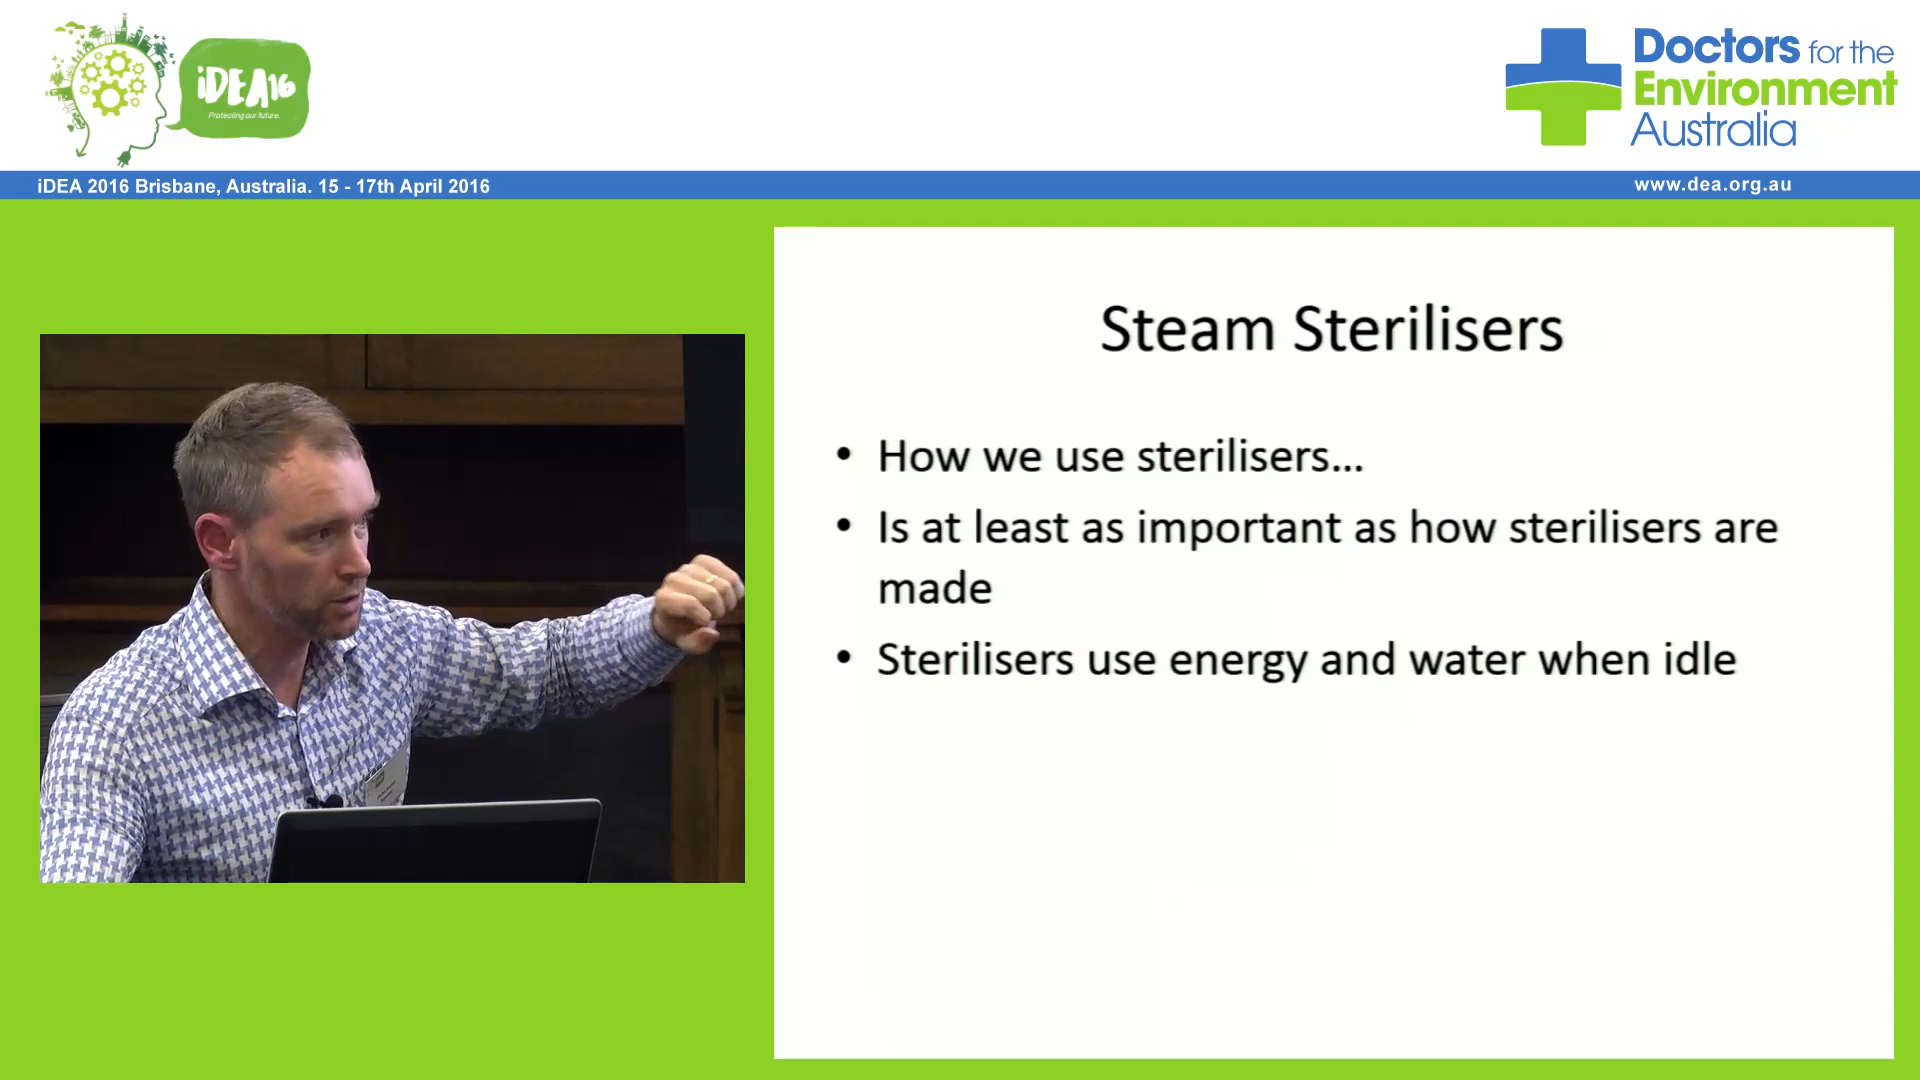 iDEA16
Protecting our future.
Doctors for the
Environment
Australia
iDEA 2016 Brisbane, Australia. 15 - 17th April 2016
www.dea.org.au
Steam Sterilisers
• How we use sterilisers...
• Is at least as important as how sterilisers are
made
• Sterilisers use energy and water when idle